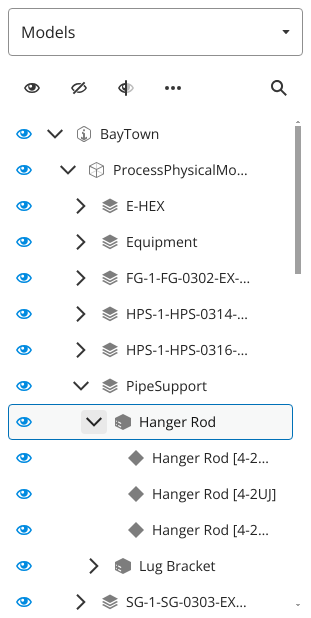 Models
BayTown
ProcessPhysicalMo...
E-HEX
Equipment
FG-1-FG-0302-EX-...
HPS-1-HPS-0314-...
HPS-1-HPS-0316-...
PipeSupport
Hanger Rod
Hanger Rod [4-2...
Hanger Rod [4-2UJ]
Hanger Rod [4-2...
Lug Bracket
SG-1-SG-0303-EX...